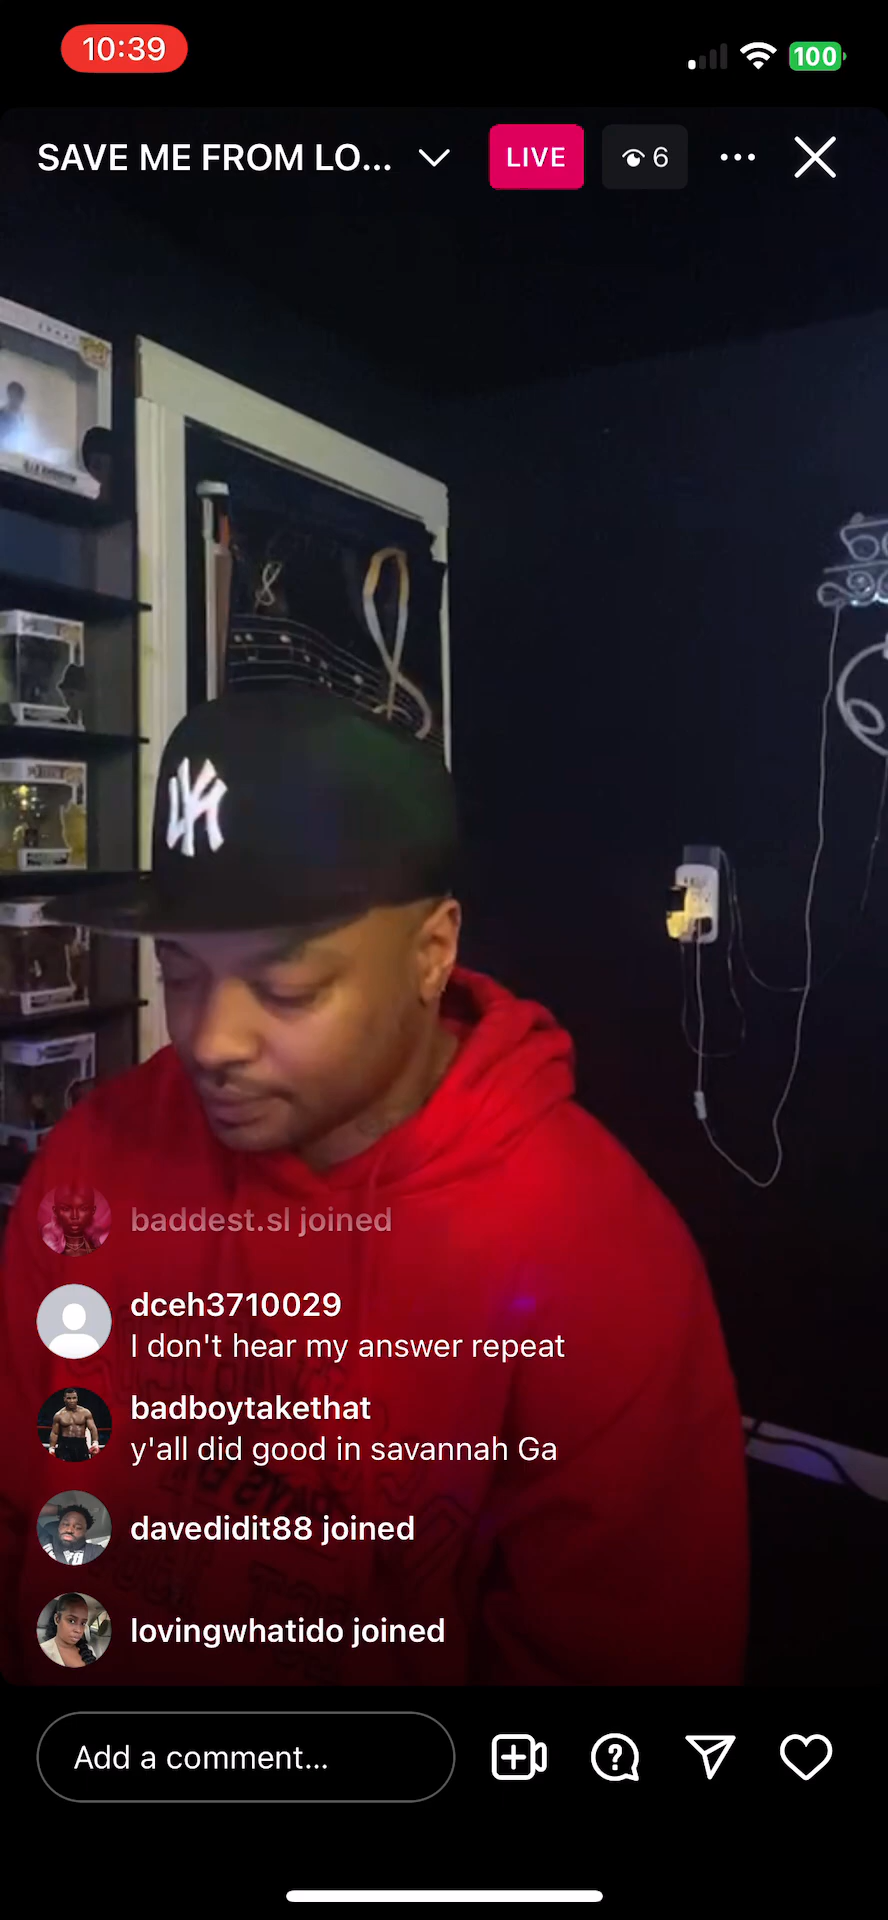 10:39
100
SAVE ME FROM LO...
LIVE
6
baddest.sl joined
dceh3710029
I don't hear my answer repeat
badboytakethat
y'all did good in savannah Ga
davedidit88 joined
lovingwhatido joined
Add a comment...